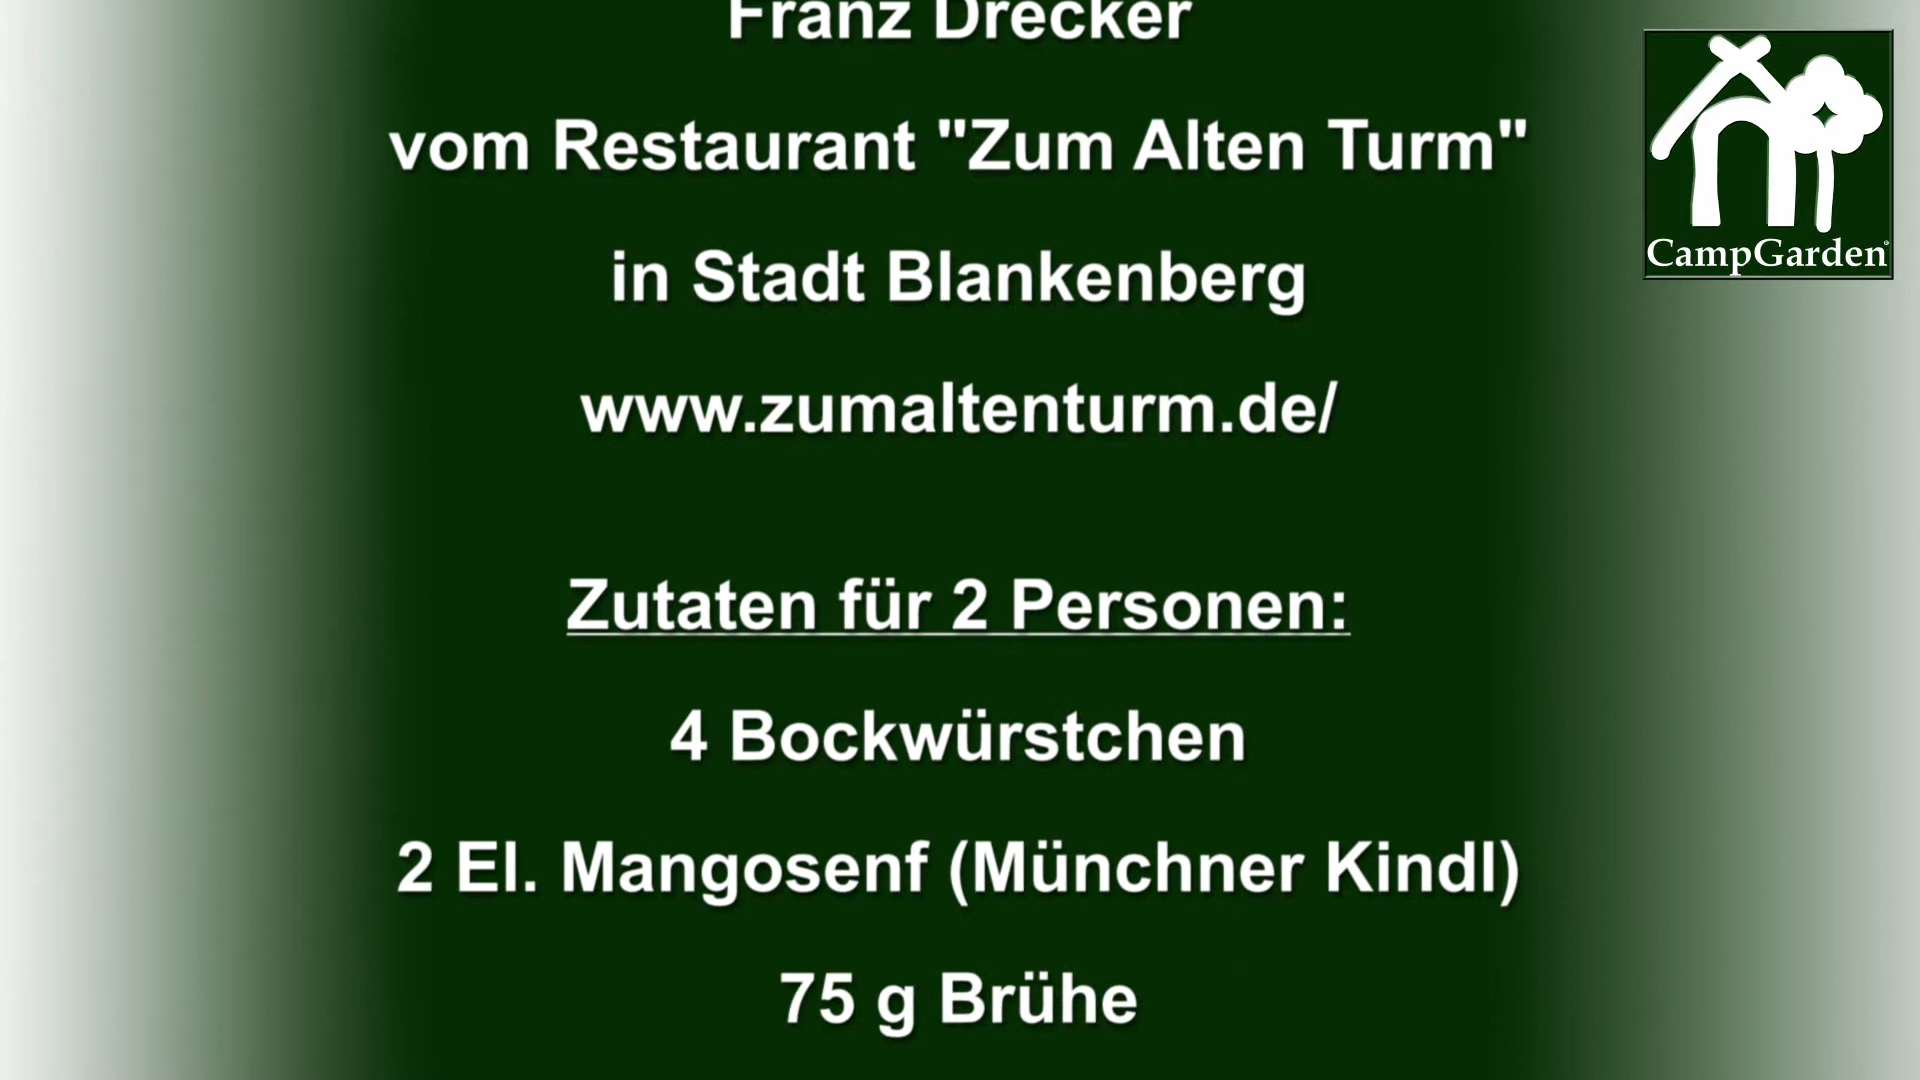 Franz Drecker
vom Restaurant "Zum Alten Turm"
in Stadt Blankenberg
www.zumaltenturm.de/
Zutaten für 2 Personen:
4 Bockwürstchen
2 El. Mangosenf (Münchner Kindl)
75 g Brühe
CampGarden®